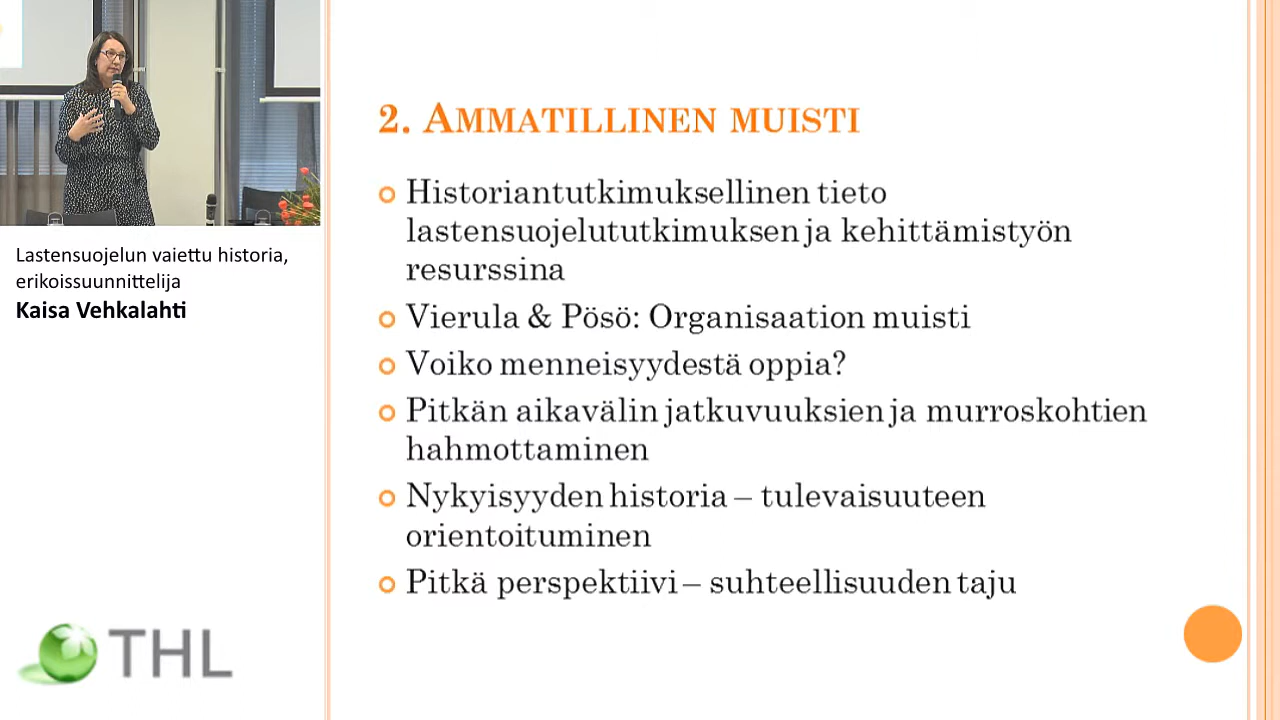 Lastensuojelun vaiettu historia,
erikoissuunnittelija
Kaisa Vehkalahti
THL
2. AMMATILLINEN MUISTI
Historiantutkimuksellinen tieto
lastensuojelututkimuksen ja kehittämistyön
resurssina
Vierula & Pösö: Organisaation muisti
Voiko menneisyydestä oppia?
Pitkän aikavälin jatkuvuuksien ja murroskohtien
hahmottaminen
Nykyisyyden historia – tulevaisuuteen
orientoituminen
Pitkä perspektiivi – suhteellisuuden taju